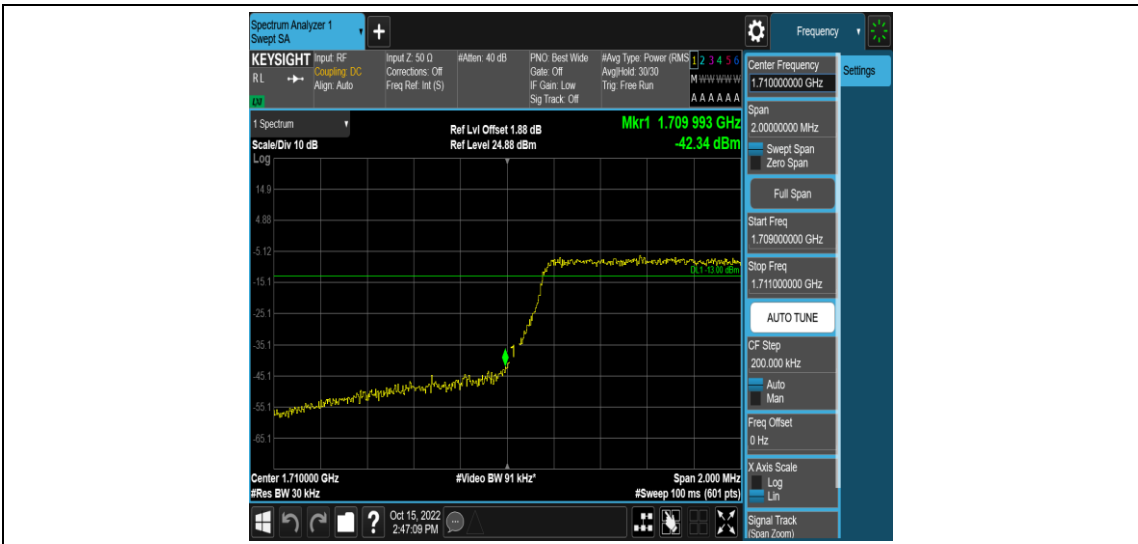 Spectrum Analyzer 1
Swept SA
Frequency
KEYSIGHT
RL
LXI
Input: RF
Coupling: DC
Align: Auto
Input Z: 50 Ω
Corrections: Off
Freq Ref: Int (S)
#Atten: 40 dB
PNO: Best Wide
Gate: Off
IF Gain: Low
Sig Track: Off
#Avg Type: Power (RMS
Avg|Hold: 30/30
Trig: Free Run
1 2 3 4 5 6
M W W W W W
A A A A A A
1 Spectrum
Scale/Div 10 dB
Log
Ref Lvl Offset 1.88 dB
Ref Level 24.88 dBm
Mkr1 1.709 993 GHz
-42.34 dBm
14.9
4.88
-5.12
DL1 -13.00 dBm
-15.1
-25.1
-35.1
1
-45.1
-55.1
-65.1
Center 1.710000 GHz
#Res BW 30 kHz
#Video BW 91 kHz*
Span 2.000 MHz
#Sweep 100 ms (601 pts)
Oct 15, 2022
2:47:09 PM
Center Frequency
1.710000000 GHz
Settings
Span
2.00000000 MHz
Swept Span
Zero Span
Full Span
Start Freq
1.709000000 GHz
Stop Freq
1.711000000 GHz
AUTO TUNE
CF Step
200.000 kHz
Auto
Man
Freq Offset
0 Hz
X Axis Scale
Log
Lin
Signal Track
(Span Zoom)